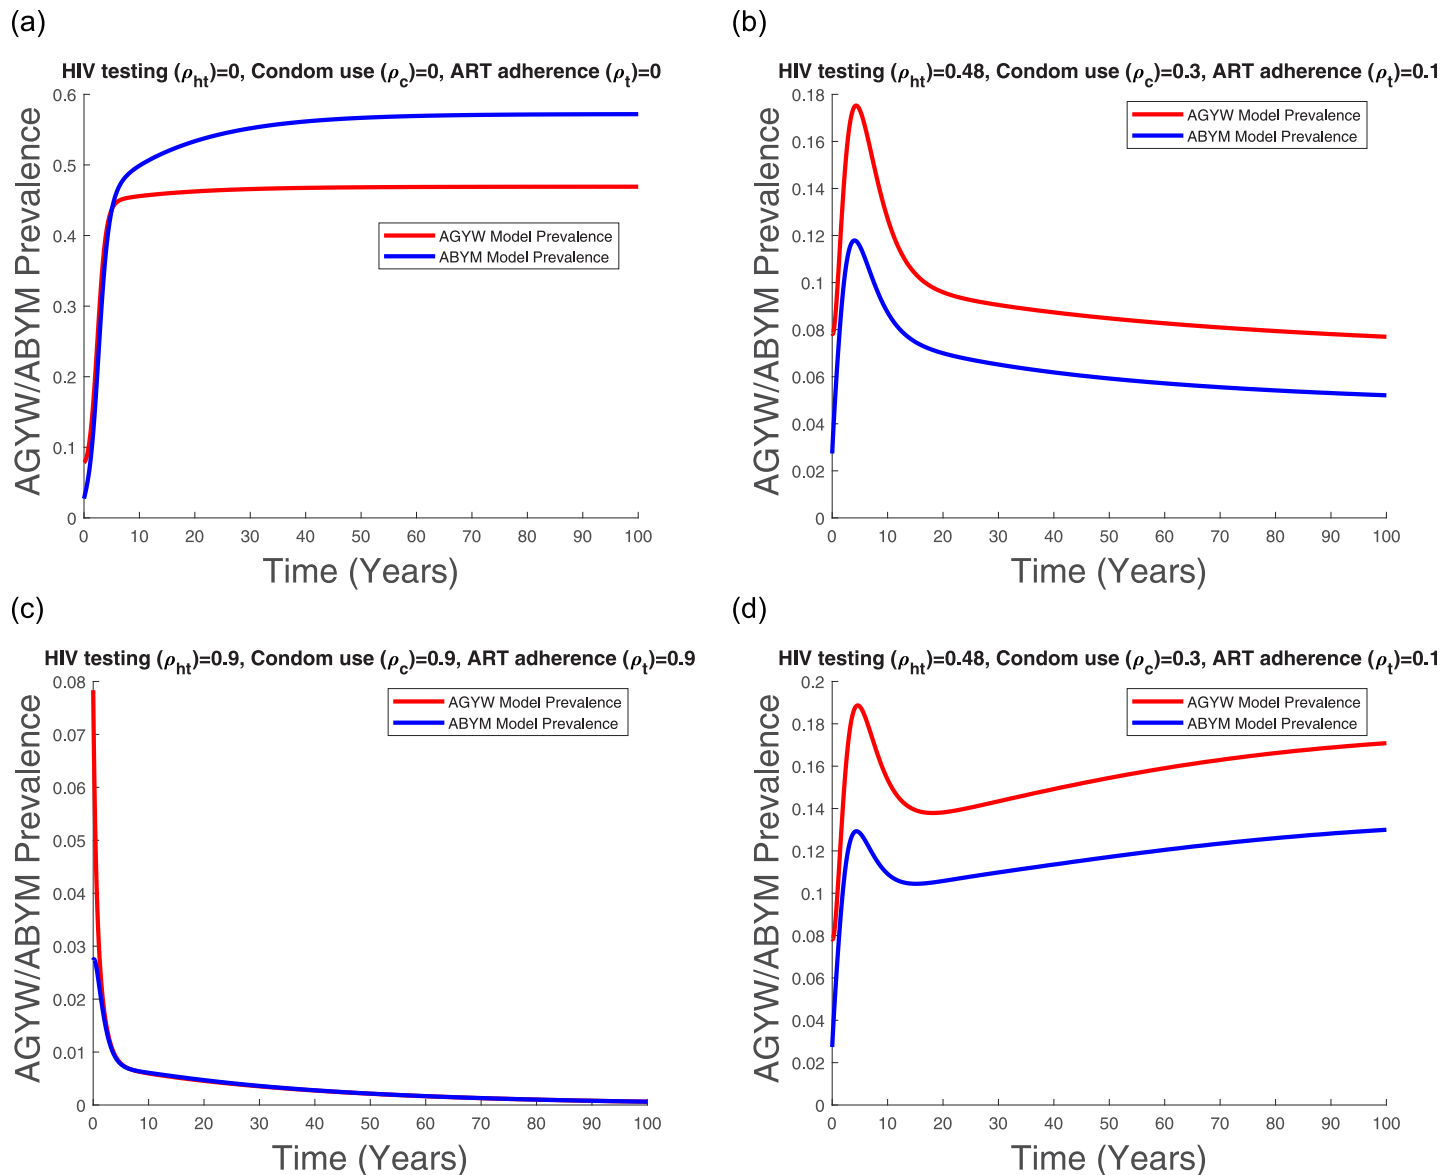 (a)
HIV testing (ρht)=0, Condom use (ρc)=0, ART adherence (ρt)=0
AGYW/ABYM Prevalence
0.6
0.5
0.4
0.3
0.2
0.1
0
AGYW Model Prevalence
ABYM Model Prevalence
0 10 20 30 40 50 60 70 80 90 100
Time (Years)
(b)
HIV testing (ρht)=0.48, Condom use (ρc)=0.3, ART adherence (ρt)=0.1
AGYW/ABYM Prevalence
0.18
0.16
0.14
0.12
0.1
0.08
0.06
0.04
0.02
0
AGYW Model Prevalence
ABYM Model Prevalence
0 10 20 30 40 50 60 70 80 90 100
Time (Years)
(c)
HIV testing (ρht)=0.9, Condom use (ρc)=0.9, ART adherence (ρt)=0.9
AGYW/ABYM Prevalence
0.08
0.07
0.06
0.05
0.04
0.03
0.02
0.01
0
AGYW Model Prevalence
ABYM Model Prevalence
0 10 20 30 40 50 60 70 80 90 100
Time (Years)
(d)
HIV testing (ρht)=0.48, Condom use (ρc)=0.3, ART adherence (ρt)=0.1
AGYW/ABYM Prevalence
0.2
0.18
0.16
0.14
0.12
0.1
0.08
0.06
0.04
0.02
0
AGYW Model Prevalence
ABYM Model Prevalence
0 10 20 30 40 50 60 70 80 90 100
Time (Years)